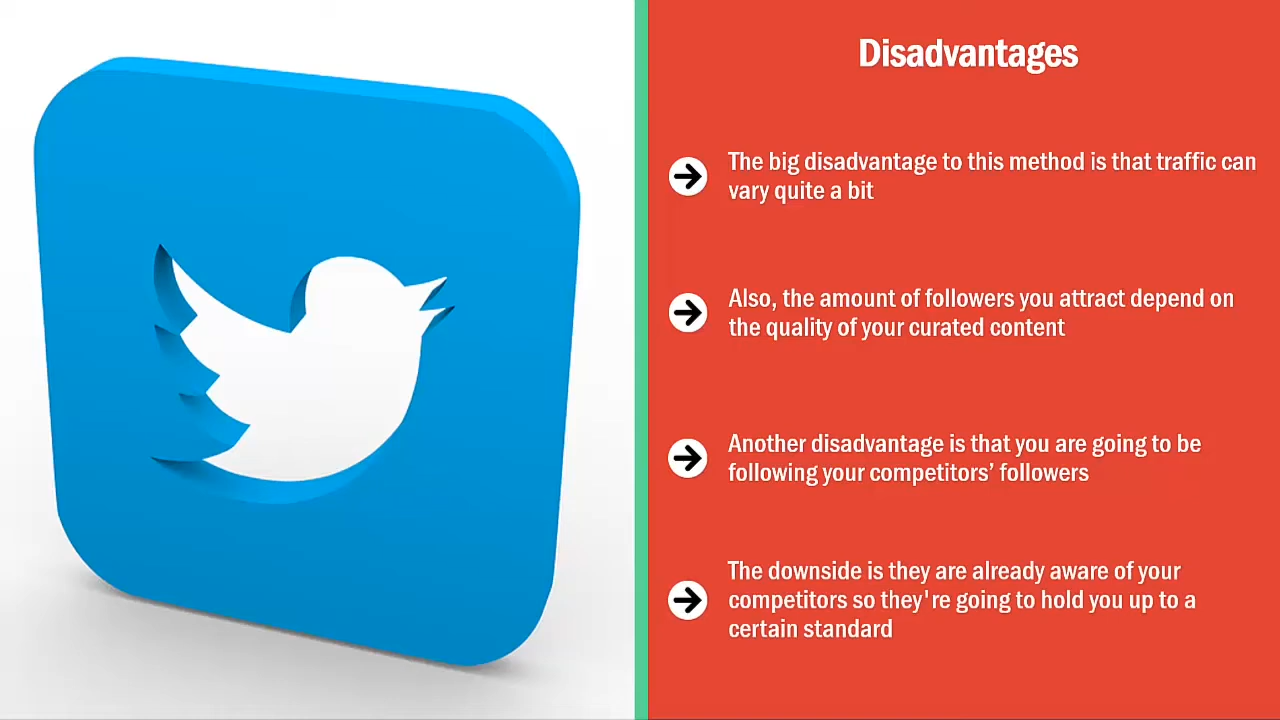 Disadvantages
The big disadvantage to this method is that traffic can
vary quite a bit
Also, the amount of followers you attract depend on
the quality of your curated content
Another disadvantage is that you are going to be
following your competitors’ followers
The downside is they are already aware of your
competitors so they're going to hold you up to a
certain standard